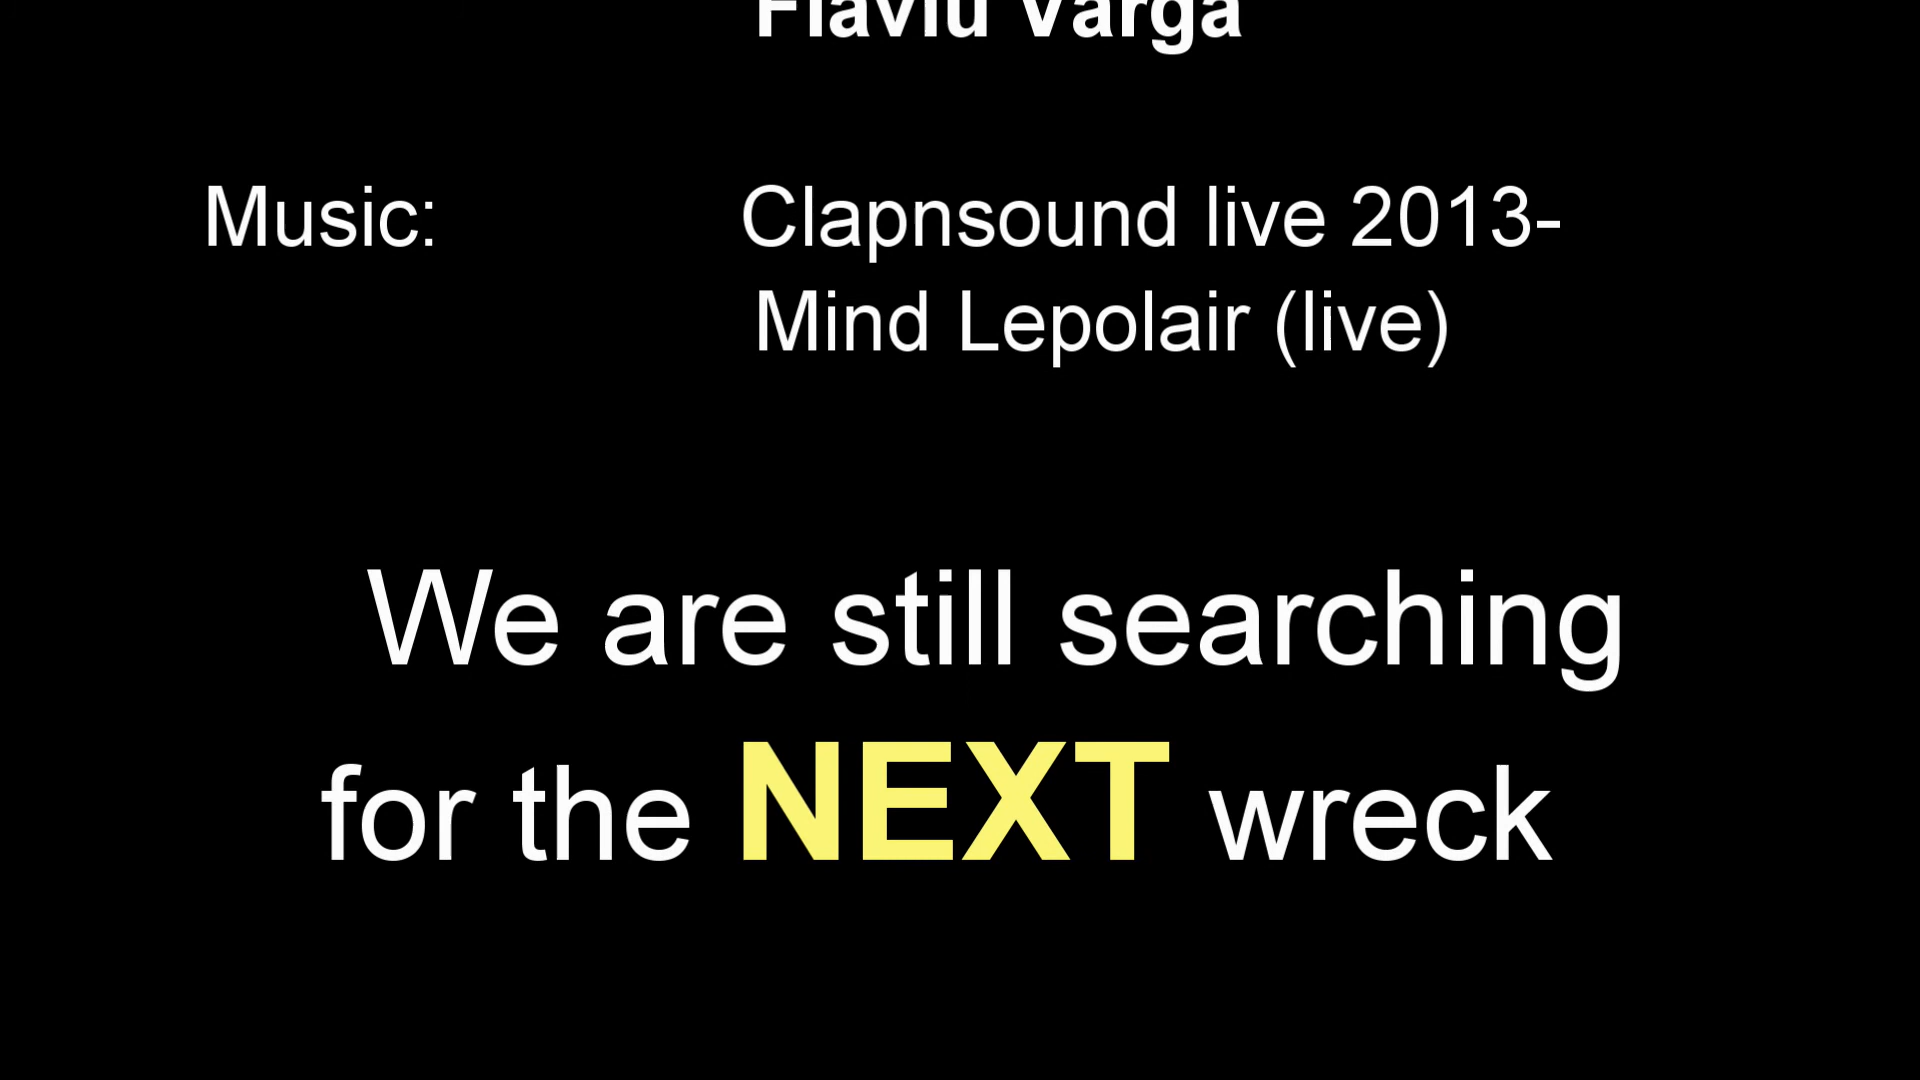 Flaviu Varga
Music: Clapnsound live 2013-
Mind Lepolair (live)
We are still searching
for the NEXT wreck